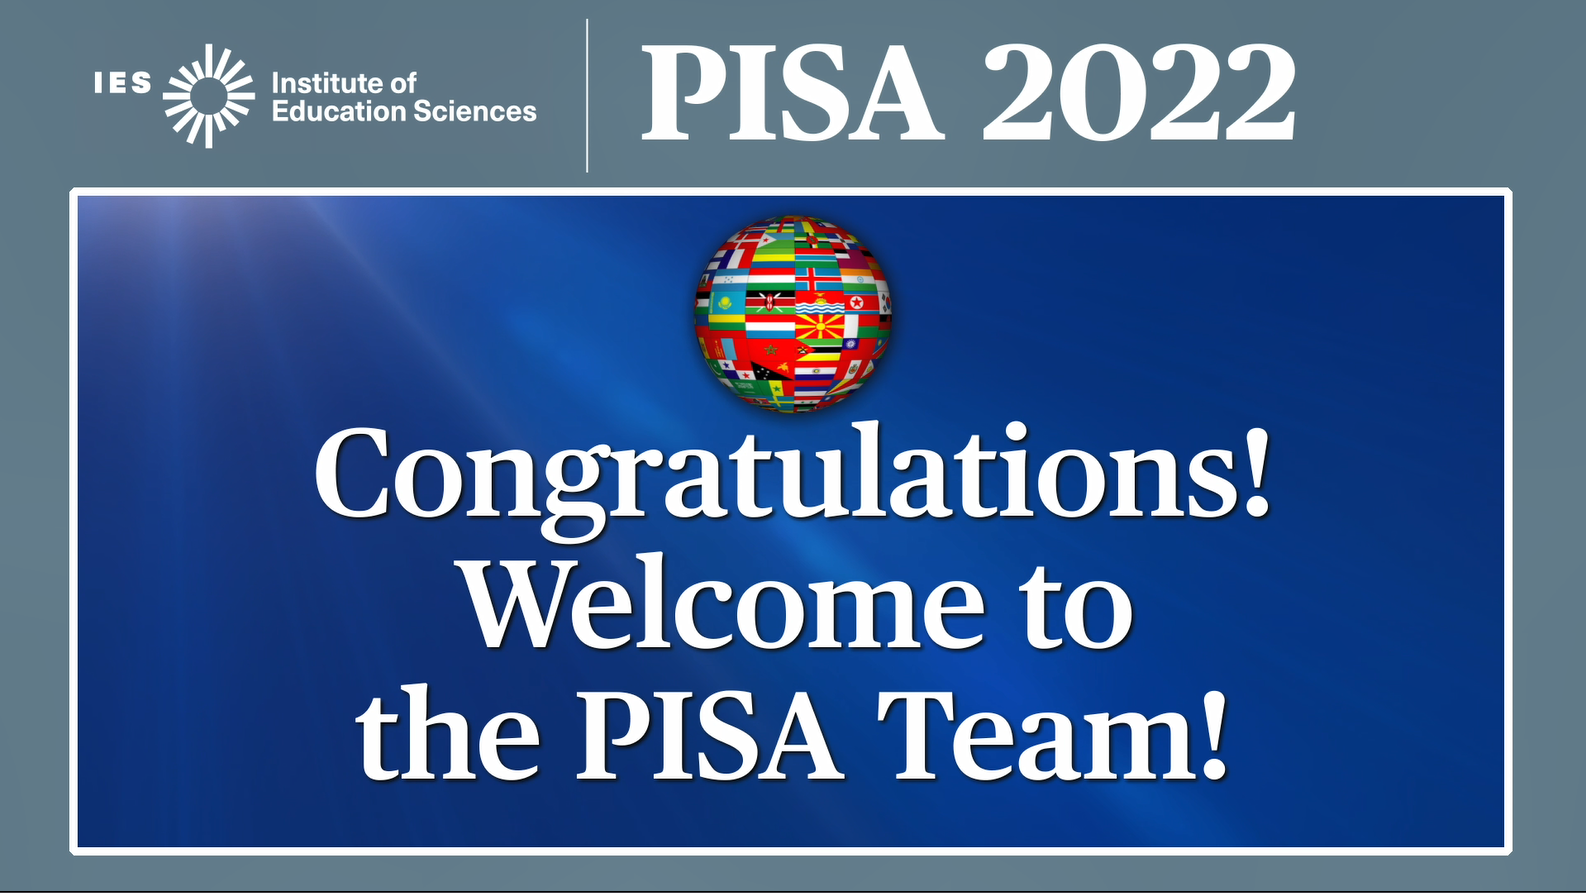 IES
Institute of
Education Sciences
PISA 2022
Congratulations!
Welcome to
the PISA Team!